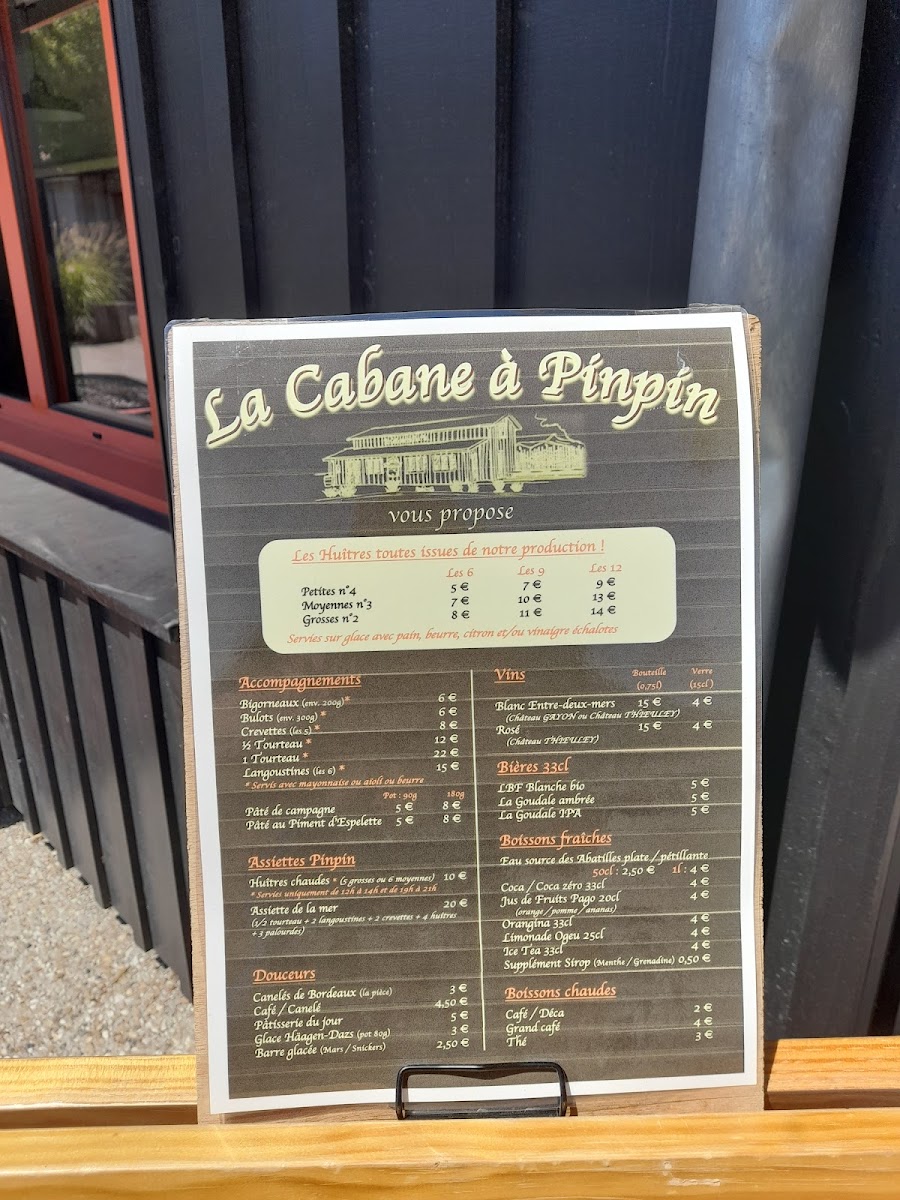 La Cabane à Pinpin
vous propose
Les Huîtres toutes issues de notre production !
Les 6 Les 9 Les 12
Petites n°4 5 € 7 € 9 €
Moyennes n°3 7 € 10 € 13 €
Grosses n°2 8 € 11 € 14 €
Servies sur glace avec pain, beurre, citron et/ou vinaigre échalotes
Accompagnements
Bigorneaux (env. 200g)* 6 €
Bulots (env. 300g) * 6 €
Crevettes (les 5) * 8 €
½ Tourteau * 12 €
1 Tourteau * 22 €
Langoustines (les 6) * 15 €
* Servis avec mayonnaise ou aïoli ou beurre
Pot : 90g 180g
Pâté de campagne 5 € 8 €
Pâté au Piment d'Espelette 5 € 8 €
Assiettes Pinpin
Huîtres chaudes * (5 grosses ou 6 moyennes) 10 €
* Servies uniquement de 12h à 14h et de 19h à 21h
Assiette de la mer 20 €
(1/2 tourteau + 2 langoustines + 2 crevettes + 4 huîtres
+ 3 palourdes)
Douceurs
Canelés de Bordeaux (la pièce) 3 €
Café / Canelé 4,50 €
Pâtisserie du jour 5 €
Glace Häagen-Dazs (pot 80g) 3 €
Barre glacée (Mars / Snickers) 2,50 €
Vins Bouteille Verre
(0,75l) (15cl)
Blanc Entre-deux-mers 15 € 4 €
(Château GAYON ou Château THIEULEY)
Rosé 15 € 4 €
(Château THIEULEY)
Bières 33cl
LBF Blanche bio 5 €
La Goudale ambrée 5 €
La Goudale IPA 5 €
Boissons fraîches
Eau source des Abatilles plate / pétillante
50cl : 2,50 € 1l : 4 €
Coca / Coca zéro 33cl 4 €
Jus de Fruits Pago 20cl 4 €
(orange / pomme / ananas)
Orangina 33cl 4 €
Limonade Ogeu 25cl 4 €
Ice Tea 33cl 4 €
Supplément Sirop (Menthe / Grenadine) 0,50 €
Boissons chaudes
Café / Déca 2 €
Grand café 4 €
Thé 3 €